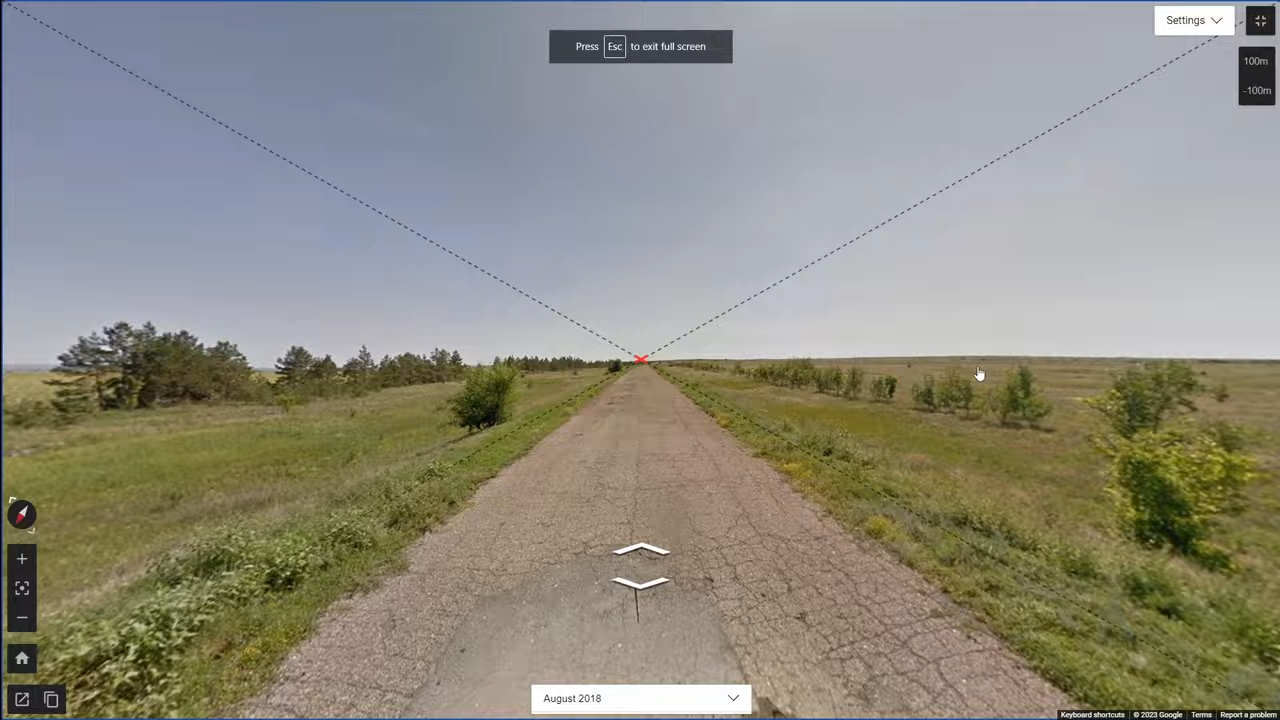 Settings
Press Esc to exit full screen
100m
-100m
August 2018
Keyboard shortcuts
© 2023 Google
Terms
Report a problem